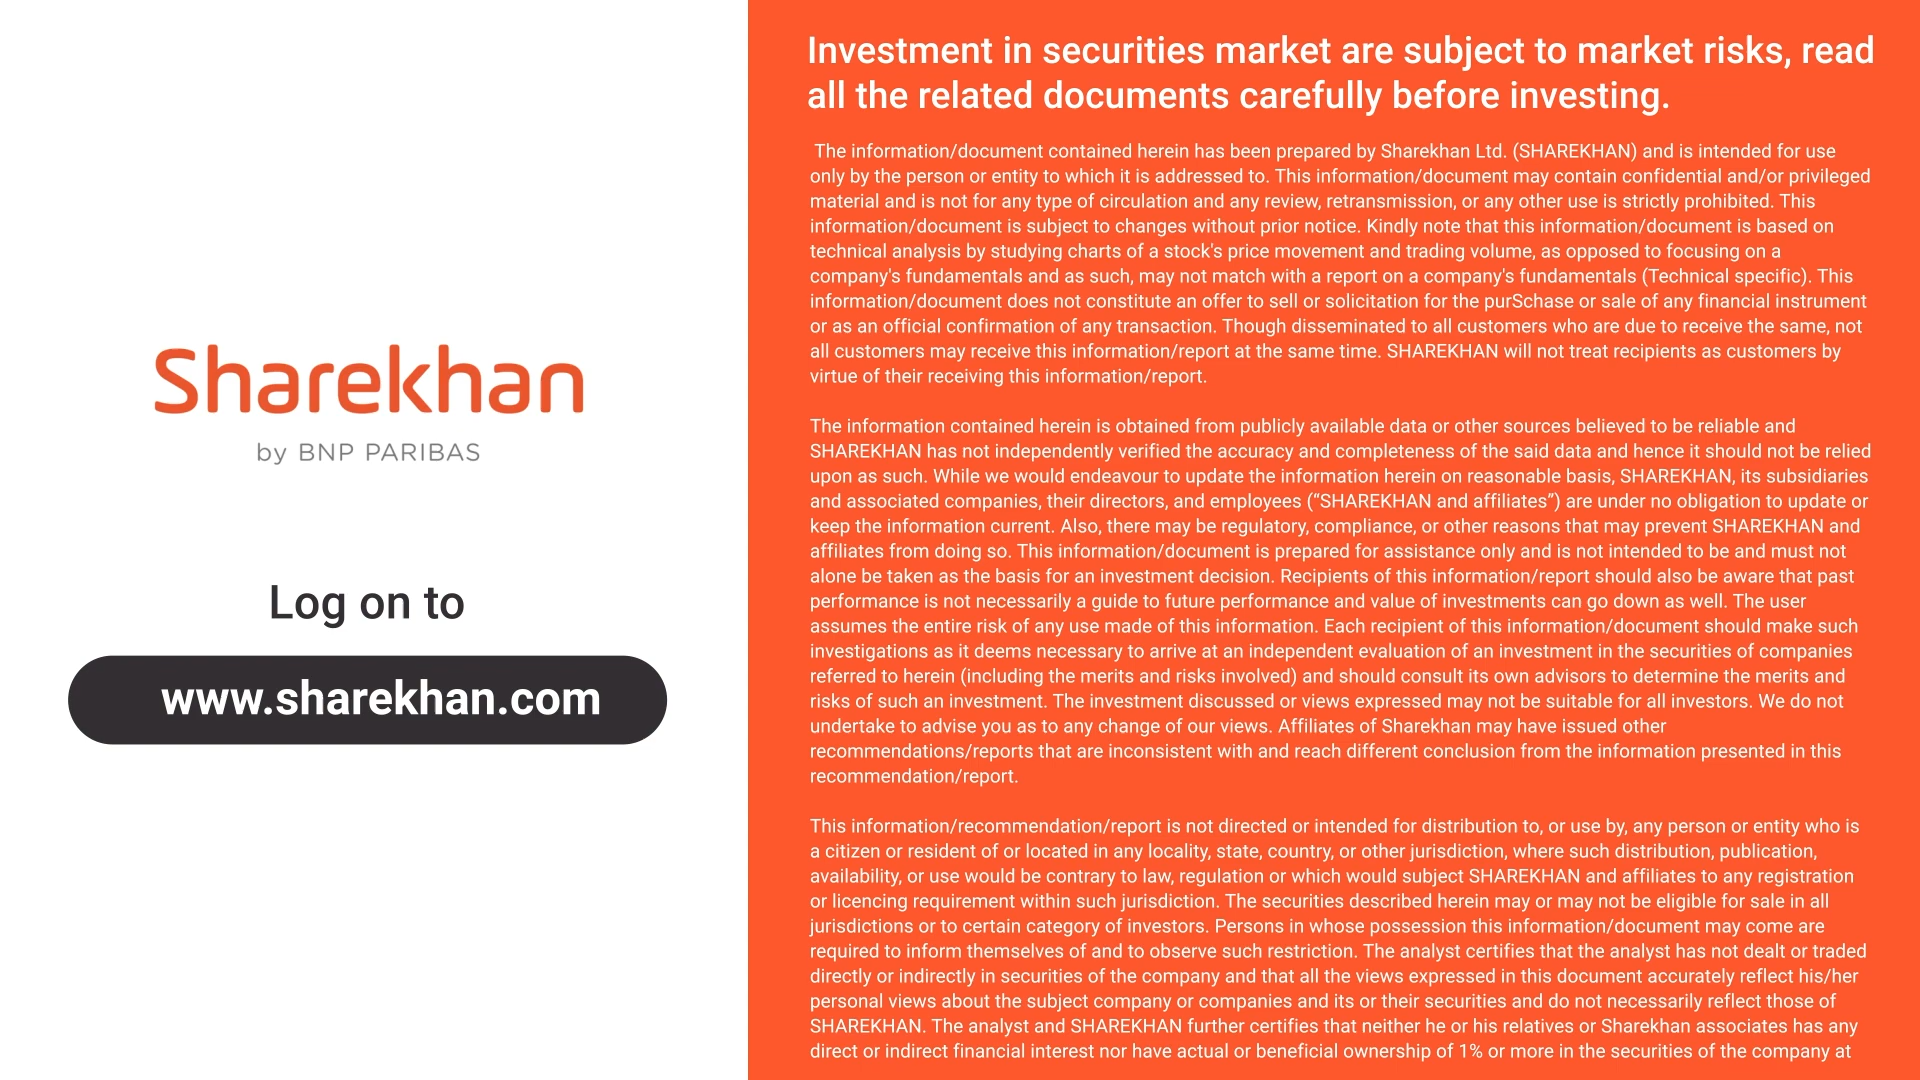 Sharekhan
by BNP PARIBAS
Log on to
www.sharekhan.com
Investment in securities market are subject to market risks, read
all the related documents carefully before investing.
The information/document contained herein has been prepared by Sharekhan Ltd. (SHAREKHAN) and is intended for use
only by the person or entity to which it is addressed to. This information/document may contain confidential and/or privileged
material and is not for any type of circulation and any review, retransmission, or any other use is strictly prohibited. This
information/document is subject to changes without prior notice. Kindly note that this information/document is based on
technical analysis by studying charts of a stock's price movement and trading volume, as opposed to focusing on a
company's fundamentals and as such, may not match with a report on a company's fundamentals (Technical specific). This
information/document does not constitute an offer to sell or solicitation for the purSchase or sale of any financial instrument
or as an official confirmation of any transaction. Though disseminated to all customers who are due to receive the same, not
all customers may receive this information/report at the same time. SHAREKHAN will not treat recipients as customers by
virtue of their receiving this information/report.
The information contained herein is obtained from publicly available data or other sources believed to be reliable and
SHAREKHAN has not independently verified the accuracy and completeness of the said data and hence it should not be relied
upon as such. While we would endeavour to update the information herein on reasonable basis, SHAREKHAN, its subsidiaries
and associated companies, their directors, and employees (“SHAREKHAN and affiliates”) are under no obligation to update or
keep the information current. Also, there may be regulatory, compliance, or other reasons that may prevent SHAREKHAN and
affiliates from doing so. This information/document is prepared for assistance only and is not intended to be and must not
alone be taken as the basis for an investment decision. Recipients of this information/report should also be aware that past
performance is not necessarily a guide to future performance and value of investments can go down as well. The user
assumes the entire risk of any use made of this information. Each recipient of this information/document should make such
investigations as it deems necessary to arrive at an independent evaluation of an investment in the securities of companies
referred to herein (including the merits and risks involved) and should consult its own advisors to determine the merits and
risks of such an investment. The investment discussed or views expressed may not be suitable for all investors. We do not
undertake to advise you as to any change of our views. Affiliates of Sharekhan may have issued other
recommendations/reports that are inconsistent with and reach different conclusion from the information presented in this
recommendation/report.
This information/recommendation/report is not directed or intended for distribution to, or use by, any person or entity who is
a citizen or resident of or located in any locality, state, country, or other jurisdiction, where such distribution, publication,
availability, or use would be contrary to law, regulation or which would subject SHAREKHAN and affiliates to any registration
or licencing requirement within such jurisdiction. The securities described herein may or may not be eligible for sale in all
jurisdictions or to certain category of investors. Persons in whose possession this information/document may come are
required to inform themselves of and to observe such restriction. The analyst certifies that the analyst has not dealt or traded
directly or indirectly in securities of the company and that all the views expressed in this document accurately reflect his/her
personal views about the subject company or companies and its or their securities and do not necessarily reflect those of
SHAREKHAN. The analyst and SHAREKHAN further certifies that neither he or his relatives or Sharekhan associates has any
direct or indirect financial interest nor have actual or beneficial ownership of 1% or more in the securities of the company at